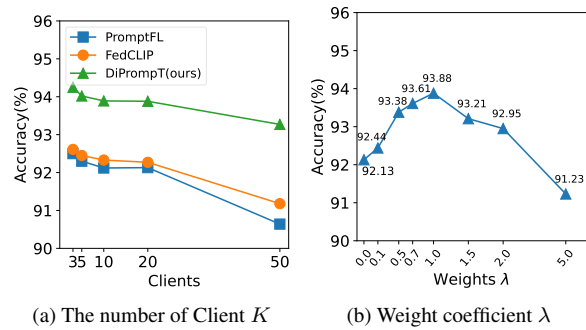 96
95
94
93
92
91
90
Accuracy(%)
PromptFL
FedCLIP
DiPrompT(ours)
3 5 10 20 50
Clients
(a) The number of Client K
96
95
94
93
92
91
90
Accuracy(%)
92.13
92.44
93.38
93.61
93.88
93.21
92.95
91.23
0.0 0.1 0.5 0.7 1.0 1.5 2.0 5.0
Weights λ
(b) Weight coefficient λ